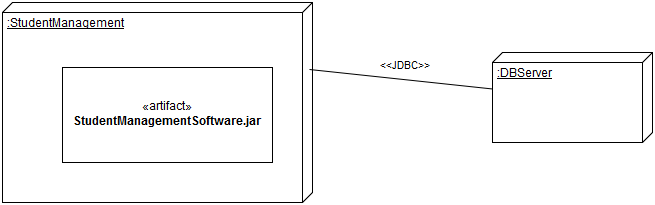 :StudentManagement
<<JDBC>>
:DBServer
«artifact»
StudentManagementSoftware.jar